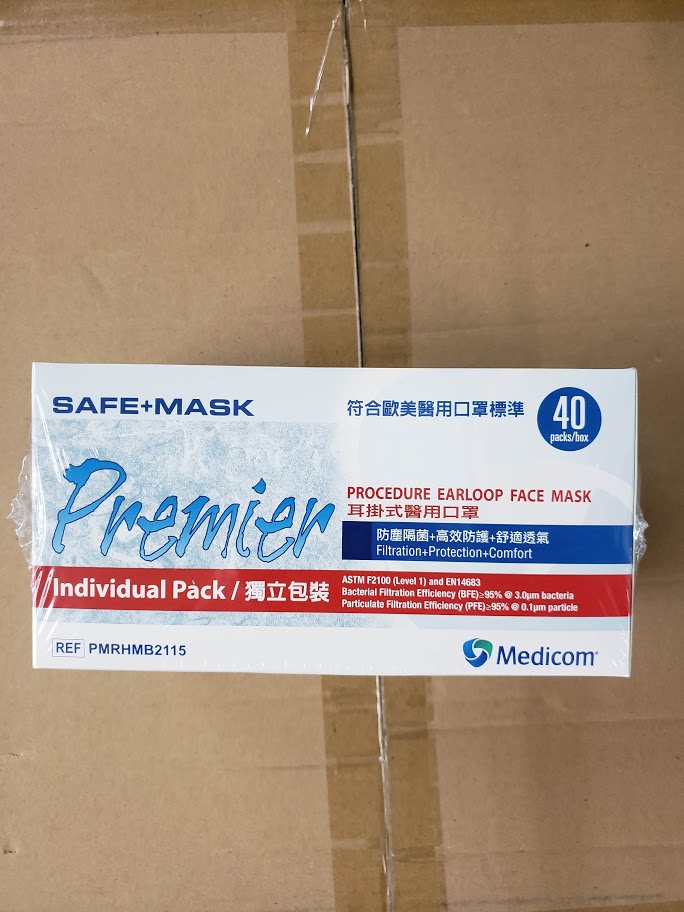 SAFE+MASK
符合歐美醫用口罩標準
40
packs/box
Premier
PROCEDURE EARLOOP FACE MASK
耳掛式醫用口罩
防塵隔菌+高效防護+舒適透氣
Filtration+Protection+Comfort
Individual Pack / 獨立包裝
ASTM F2100 (Level 1) and EN14683
Bacterial Filtration Efficiency (BFE)≥95% @ 3.0μm bacteria
Particulate Filtration Efficiency (PFE)≥95% @ 0.1μm particle
REF PMRHMB2115
Medicom